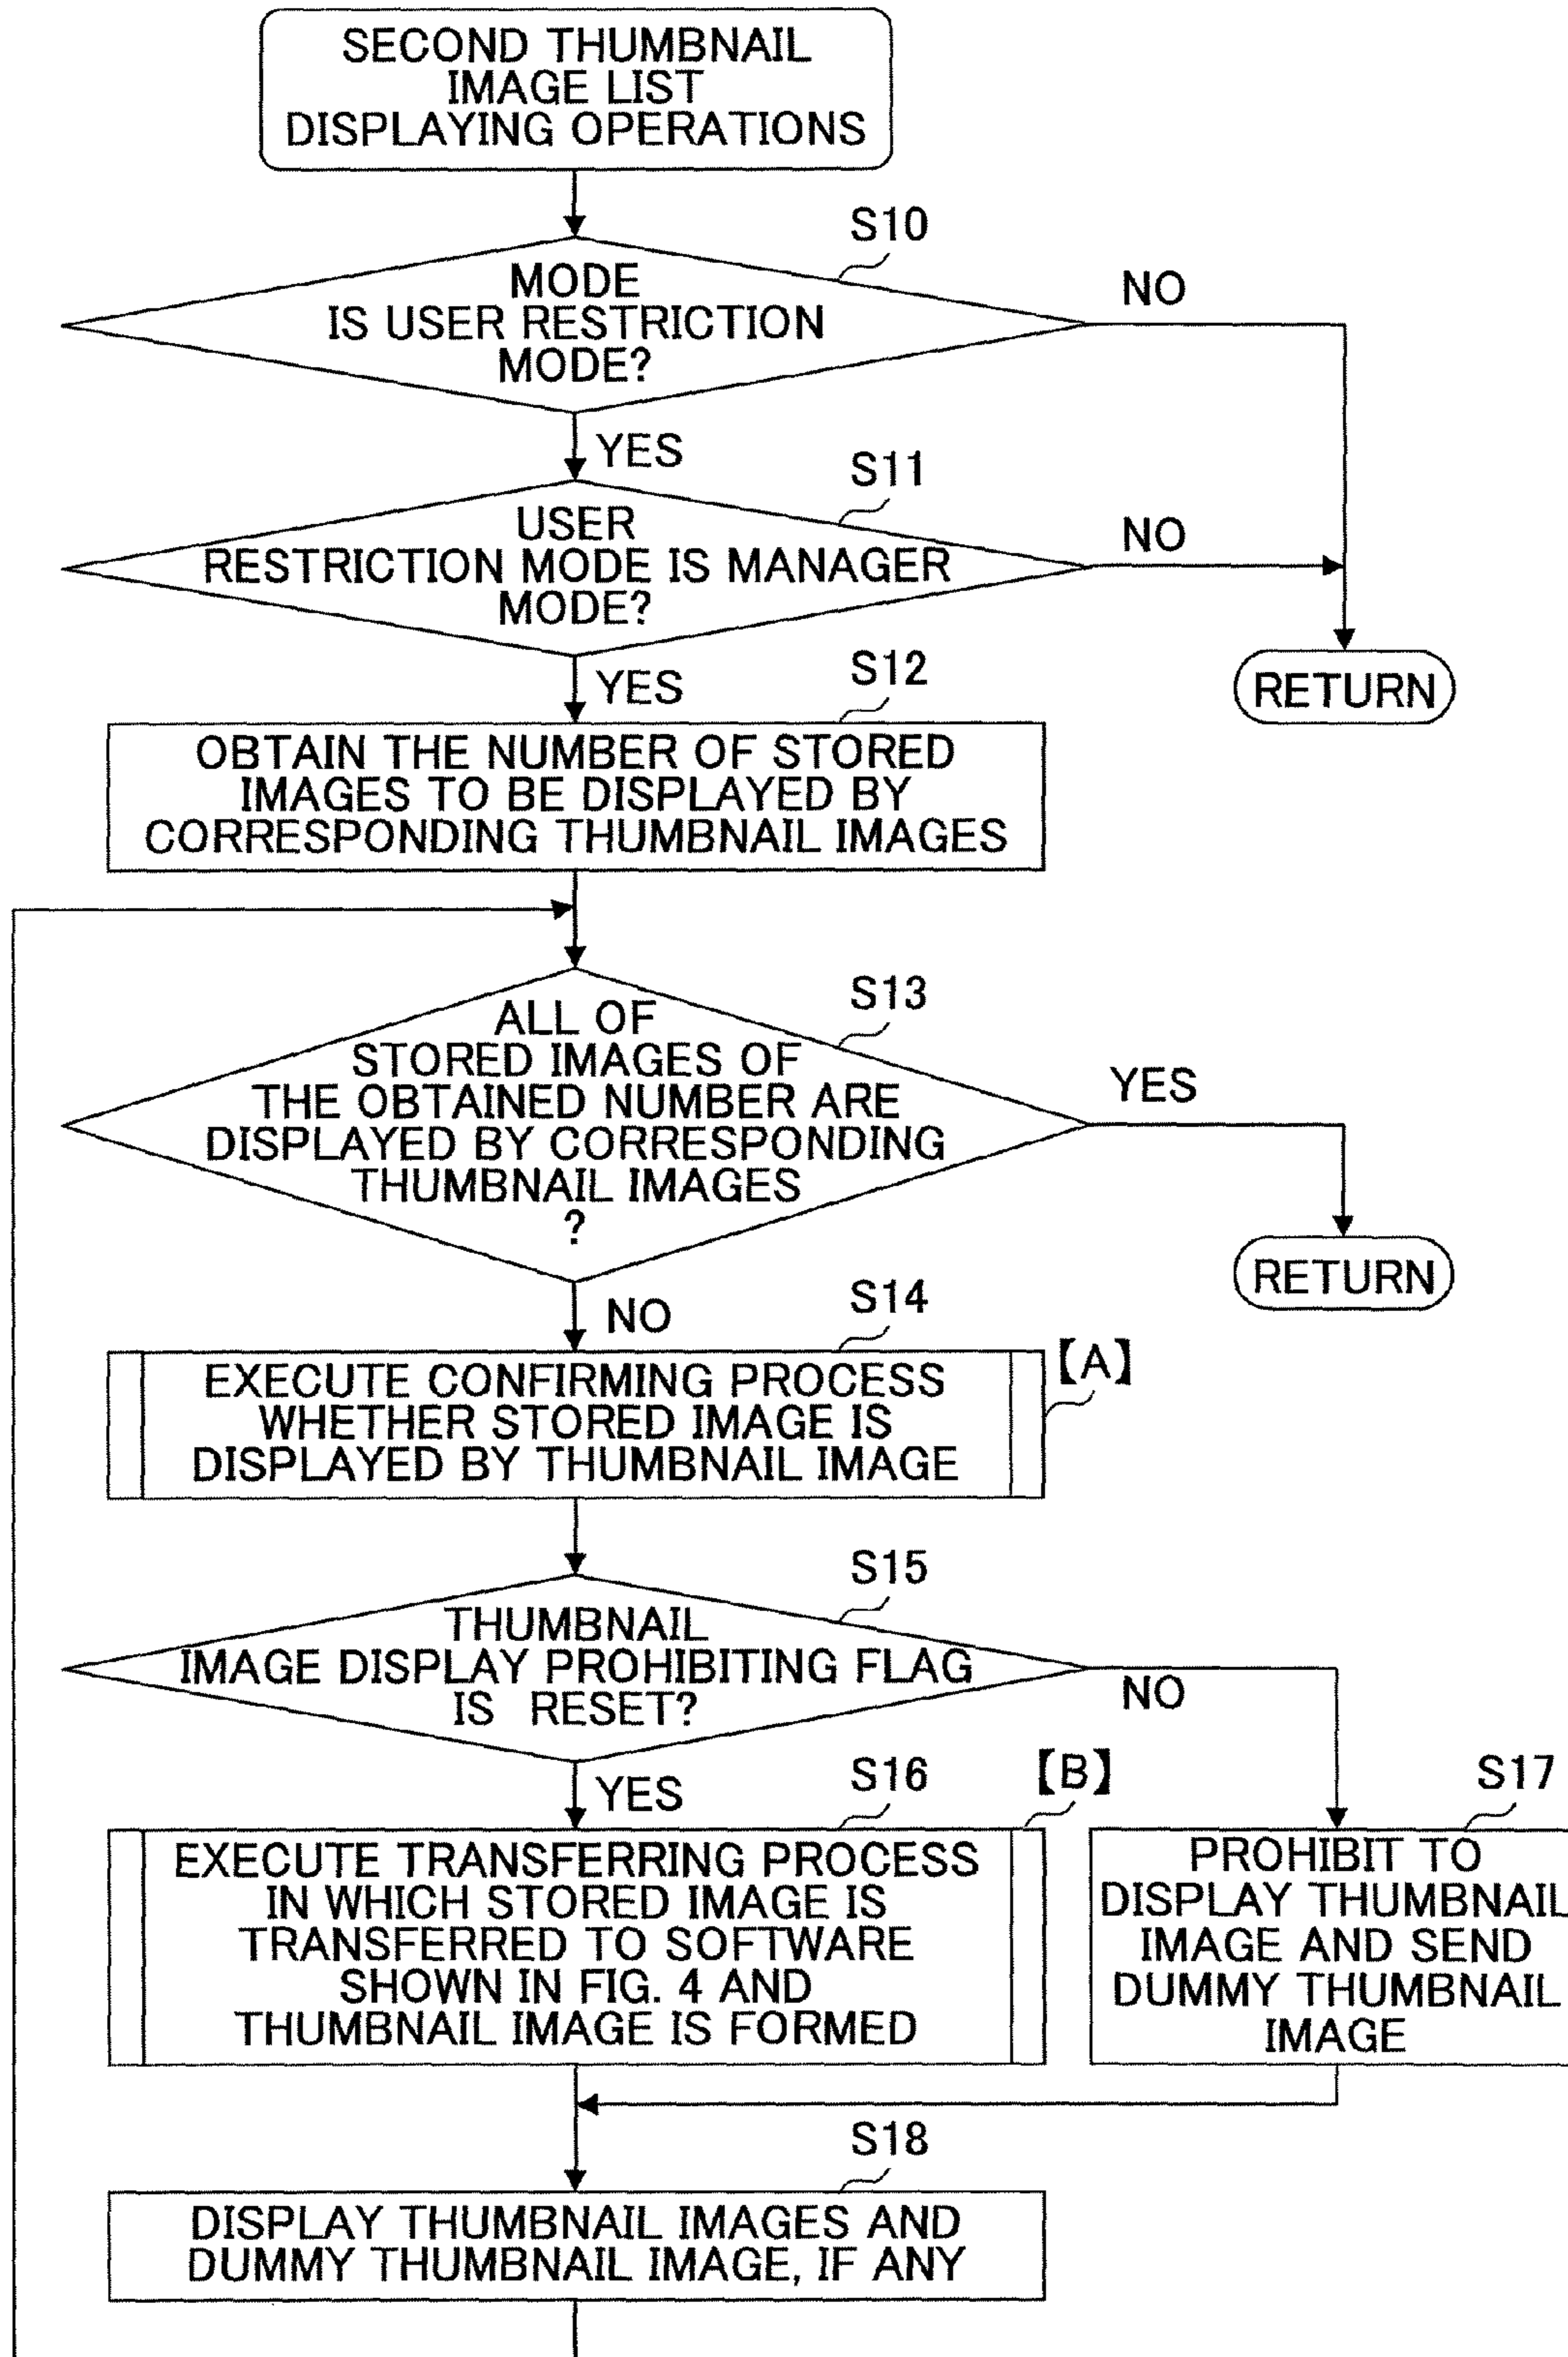 SECOND THUMBNAIL
IMAGE LIST
DISPLAYING OPERATIONS
S10
MODE
IS USER RESTRICTION
MODE?
NO
YES
S11
USER
RESTRICTION MODE IS MANAGER
MODE?
NO
RETURN
YES
S12
OBTAIN THE NUMBER OF STORED
IMAGES TO BE DISPLAYED BY
CORRESPONDING THUMBNAIL IMAGES
S13
ALL OF
STORED IMAGES OF
THE OBTAINED NUMBER ARE
DISPLAYED BY CORRESPONDING
THUMBNAIL IMAGES
?
YES
RETURN
NO
S14
【A】
EXECUTE CONFIRMING PROCESS
WHETHER STORED IMAGE IS
DISPLAYED BY THUMBNAIL IMAGE
S15
THUMBNAIL
IMAGE DISPLAY PROHIBITING FLAG
IS RESET?
NO
YES
S16
【B】
EXECUTE TRANSFERRING PROCESS
IN WHICH STORED IMAGE IS
TRANSFERRED TO SOFTWARE
SHOWN IN FIG. 4 AND
THUMBNAIL IMAGE IS FORMED
S17
PROHIBIT TO
DISPLAY THUMBNAIL
IMAGE AND SEND
DUMMY THUMBNAIL
IMAGE
S18
DISPLAY THUMBNAIL IMAGES AND
DUMMY THUMBNAIL IMAGE, IF ANY